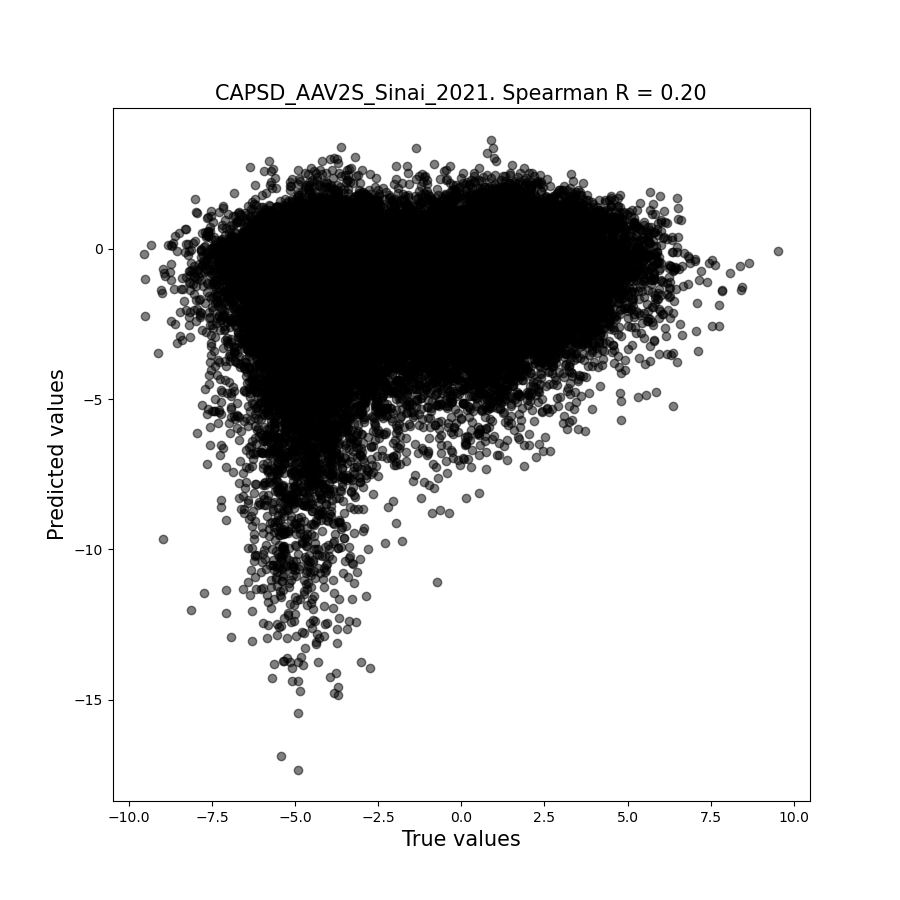 CAPSD_AAV2S_Sinai_2021. Spearman R = 0.20
Predicted values
0
−5
−10
−15
−10.0 −7.5 −5.0 −2.5 0.0 2.5 5.0 7.5 10.0
True values